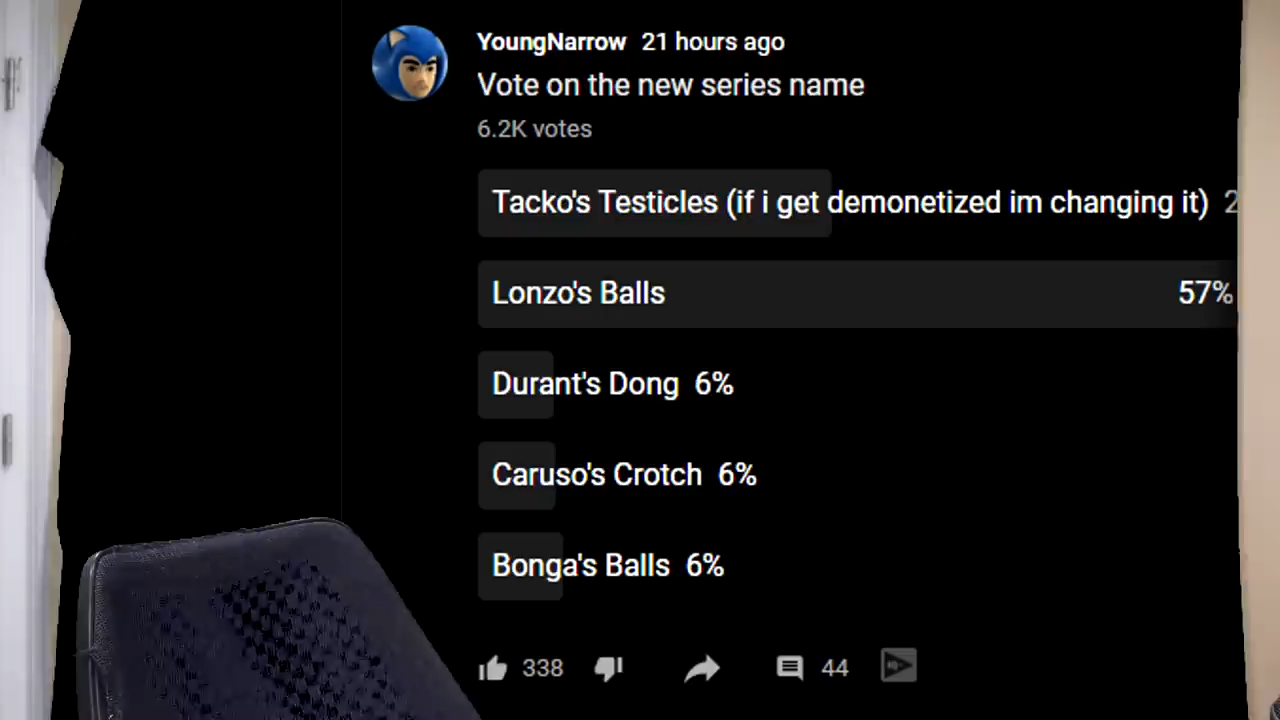 YoungNarrow 21 hours ago
Vote on the new series name
6.2K votes
Tacko's Testicles (if i get demonetized im changing it) 2
Lonzo's Balls 57%
Durant's Dong 6%
Caruso's Crotch 6%
Bonga's Balls 6%
338 44